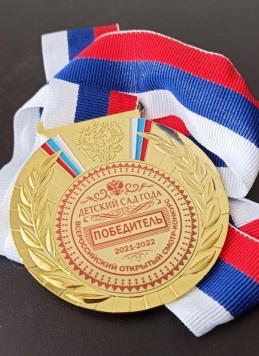 ДЕТСКИЙ САД ГОДА
ПОБЕДИТЕЛЬ
2021-2022
ВСЕРОССИЙСКИЙ ОТКРЫТЫЙ СМОТР-КОНКУРС